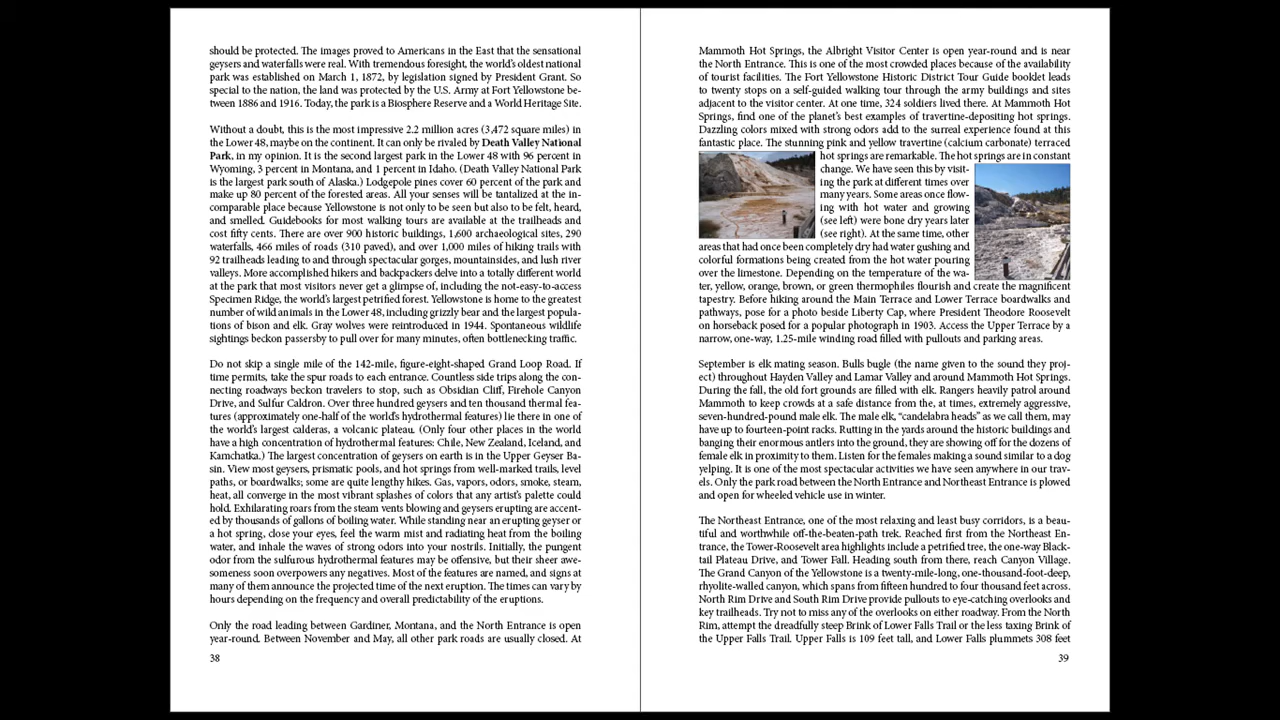 should be protected. The images proved to Americans in the East that the sensational
geysers and waterfalls were real. With tremendous foresight, the world's oldest national
park was established on March 1, 1872, by legislation signed by President Grant. So
special to the nation, the land was protected by the U.S. Army at Fort Yellowstone be-
tween 1886 and 1916. Today, the park is a Biosphere Reserve and a World Heritage Site.
Without a doubt, this is the most impressive 2.2 million acres (3,472 square miles) in
the Lower 48, maybe on the continent. It can only be rivaled by Death Valley National
Park, in my opinion. It is the second largest park in the Lower 48 with 96 percent in
Wyoming, 3 percent in Montana, and 1 percent in Idaho. (Death Valley National Park
is the largest park south of Alaska.) Lodgepole pines cover 60 percent of the park and
make up 80 percent of the forested areas. All your senses will be tantalized at the in-
comparable place because Yellowstone is not only to be seen but also to be felt, heard,
and smelled. Guidebooks for most walking tours are available at the trailheads and
cost fifty cents. There are over 900 historic buildings, 1,600 archaeological sites, 290
waterfalls, 466 miles of roads (310 paved), and over 1,000 miles of hiking trails with
92 trailheads leading to and through spectacular gorges, mountainsides, and lush river
valleys. More accomplished hikers and backpackers delve into a totally different world
at the park that most visitors never get a glimpse of, including the not-easy-to-access
Specimen Ridge, the world's largest petrified forest. Yellowstone is home to the greatest
number of wild animals in the Lower 48, including grizzly bear and the largest popula-
tions of bison and elk. Gray wolves were reintroduced in 1944. Spontaneous wildlife
sightings beckon passersby to pull over for many minutes, often bottlenecking traffic.
Do not skip a single mile of the 142-mile, figure-eight-shaped Grand Loop Road. If
time permits, take the spur roads to each entrance. Countless side trips along the con-
necting roadways beckon travelers to stop, such as Obsidian Cliff, Firehole Canyon
Drive, and Sulfur Caldron. Over three hundred geysers and ten thousand thermal fea-
tures (approximately one-half of the world's hydrothermal features) lie there in one of
the world's largest calderas, a volcanic plateau. (Only four other places in the world
have a high concentration of hydrothermal features: Chile, New Zealand, Iceland, and
Kamchatka.) The largest concentration of geysers on earth is in the Upper Geyser Ba-
sin. View most geysers, prismatic pools, and hot springs from well-marked trails, level
paths, or boardwalks; some are quite lengthy hikes. Gas, vapors, odors, smoke, steam,
heat, all converge in the most vibrant splashes of colors that any artist's palette could
hold. Exhilarating roars from the steam vents blowing and geysers erupting are accent-
ed by thousands of gallons of boiling water. While standing near an erupting geyser or
a hot spring, close your eyes, feel the warm mist and radiating heat from the boiling
water, and inhale the waves of strong odors into your nostrils. Initially, the pungent
odor from the sulfurous hydrothermal features may be offensive, but their sheer awe-
someness soon overpowers any negatives. Most of the features are named, and signs at
many of them announce the projected time of the next eruption. The times can vary by
hours depending on the frequency and overall predictability of the eruptions.
Only the road leading between Gardiner, Montana, and the North Entrance is open
year-round. Between November and May, all other park roads are usually closed. At
38
Mammoth Hot Springs, the Albright Visitor Center is open year-round and is near
the North Entrance. This is one of the most crowded places because of the availability
of tourist facilities. The Fort Yellowstone Historic District Tour Guide booklet leads
to twenty stops on a self-guided walking tour through the army buildings and sites
adjacent to the visitor center. At one time, 324 soldiers lived there. At Mammoth Hot
Springs, find one of the planet's best examples of travertine-depositing hot springs.
Dazzling colors mixed with strong odors add to the surreal experience found at this
fantastic place. The stunning pink and yellow travertine (calcium carbonate) terraced
hot springs are remarkable. The hot springs are in constant
change. We have seen this by visit-
ing the park at different times over
many years. Some areas once flow-
ing with hot water and growing
(see left) were bone dry years later
(see right). At the same time, other
areas that had once been completely dry had water gushing and
colorful formations being created from the hot water pouring
over the limestone. Depending on the temperature of the wa-
ter, yellow, orange, brown, or green thermophiles flourish and create the magnificent
tapestry. Before hiking around the Main Terrace and Lower Terrace boardwalks and
pathways, pose for a photo beside Liberty Cap, where President Theodore Roosevelt
on horseback posed for a popular photograph in 1903. Access the Upper Terrace by a
narrow, one-way, 1.25-mile winding road filled with pullouts and parking areas.
September is elk mating season. Bulls bugle (the name given to the sound they proj-
ect) throughout Hayden Valley and Lamar Valley and around Mammoth Hot Springs.
During the fall, the old fort grounds are filled with elk. Rangers heavily patrol around
Mammoth to keep crowds at a safe distance from the, at times, extremely aggressive,
seven-hundred-pound male elk. The male elk, “candelabra heads” as we call them, may
have up to fourteen-point racks. Rutting in the yards around the historic buildings and
banging their enormous antlers into the ground, they are showing off for the dozens of
female elk in proximity to them. Listen for the females making a sound similar to a dog
yelping. It is one of the most spectacular activities we have seen anywhere in our trav-
els. Only the park road between the North Entrance and Northeast Entrance is plowed
and open for wheeled vehicle use in winter.
The Northeast Entrance, one of the most relaxing and least busy corridors, is a beau-
tiful and worthwhile off-the-beaten-path trek. Reached first from the Northeast En-
trance, the Tower-Roosevelt area highlights include a petrified tree, the one-way Black-
tail Plateau Drive, and Tower Fall. Heading south from there, reach Canyon Village.
The Grand Canyon of the Yellowstone is a twenty-mile-long, one-thousand-foot-deep,
rhyolite-walled canyon, which spans from fifteen hundred to four thousand feet across.
North Rim Drive and South Rim Drive provide pullouts to eye-catching overlooks and
key trailheads. Try not to miss any of the overlooks on either roadway. From the North
Rim, attempt the dreadfully steep Brink of Lower Falls Trail or the less taxing Brink of
the Upper Falls Trail. Upper Falls is 109 feet tall, and Lower Falls plummets 308 feet
39